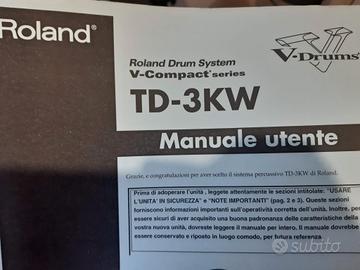 Roland
Roland Drum System
V-Compact series
V-Drums
TD-3KW
Manuale utente
Grazie, e congratulazioni per aver scelto il sistema percussivo TD-3KW di Roland.
Prima di adoperare l'unità, leggete attentamente le sezioni intitolate: "USARE
L'UNITA' IN SICUREZZA" e "NOTE IMPORTANTI" (pag. 2 e 3). Queste sezioni
forniscono informazioni importanti sull'operatività corretta dell'unità. Inoltre, per
essere sicuri di aver acquisito una buona padronanza delle caratteristiche della
vostra nuova unità, dovreste leggere il manuale per intero. Il manuale dovrebbe
essere conservato e riposto in luogo comodo, per futura referenza.
subito